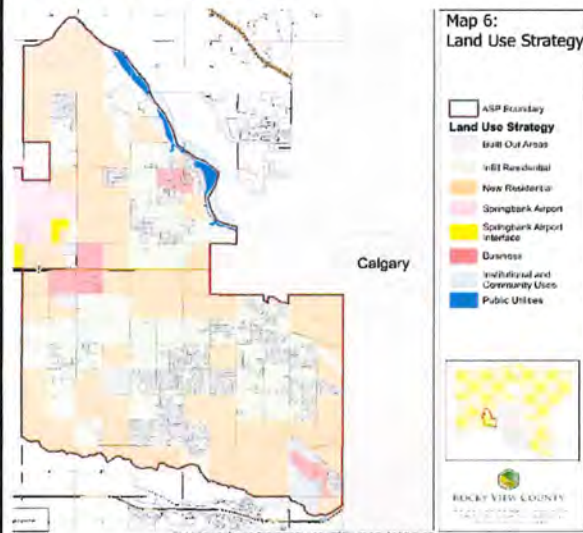 Map 6:
Land Use Strategy
ASP Boundary
Land Use Strategy
Built Out Areas
Infill Residential
New Residential
Springbank Airport
Springbank Airport
Interface
Business
Institutional and
Community Uses
Public Utilities
Calgary
ROCKY VIEW COUNTY